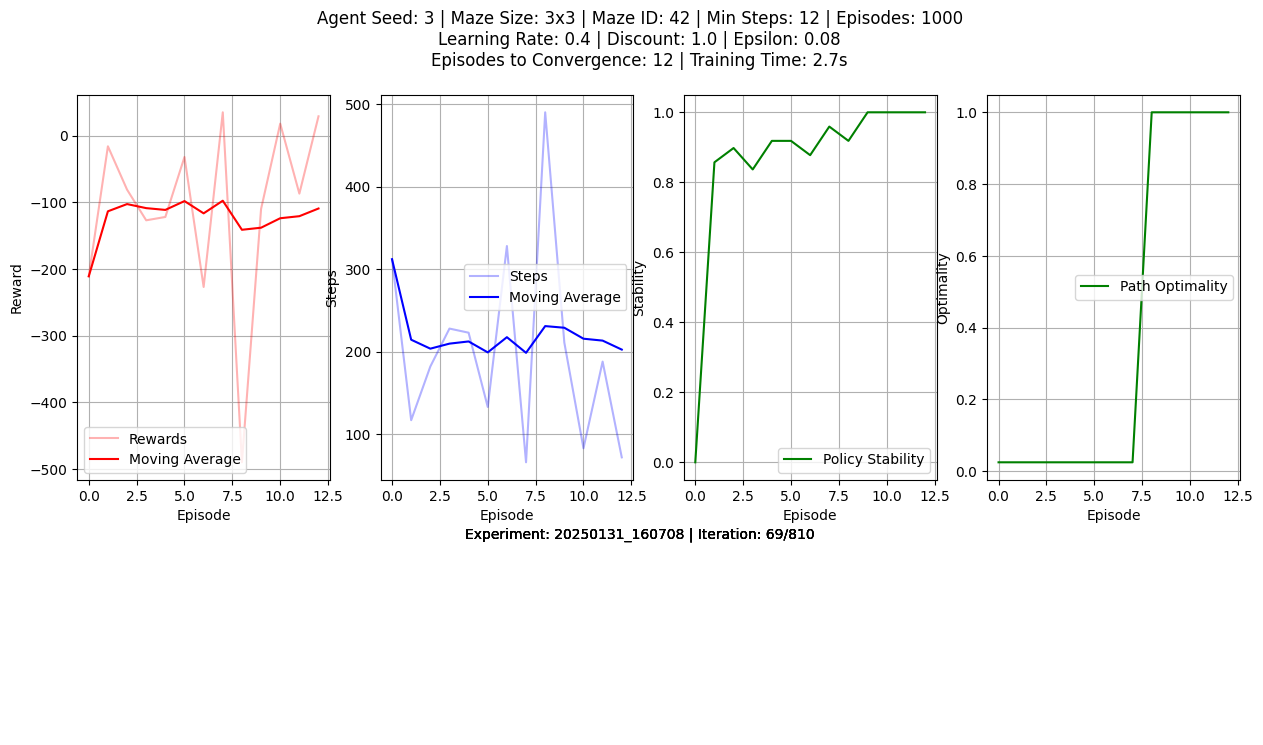 Agent Seed: 3 | Maze Size: 3x3 | Maze ID: 42 | Min Steps: 12 | Episodes: 1000
Learning Rate: 0.4 | Discount: 1.0 | Epsilon: 0.08
Episodes to Convergence: 12 | Training Time: 2.7s
Reward
0
−100
−200
−300
−400
−500
Rewards
Moving Average
0.0 2.5 5.0 7.5 10.0 12.5
Episode
Steps
500
400
300
200
100
Steps
Moving Average
0.0 2.5 5.0 7.5 10.0 12.5
Episode
Stability
1.0
0.8
0.6
0.4
0.2
0.0
Policy Stability
0.0 2.5 5.0 7.5 10.0 12.5
Episode
Optimality
1.0
0.8
0.6
0.4
0.2
0.0
Path Optimality
0.0 2.5 5.0 7.5 10.0 12.5
Episode
Experiment: 20250131_160708 | Iteration: 69/810